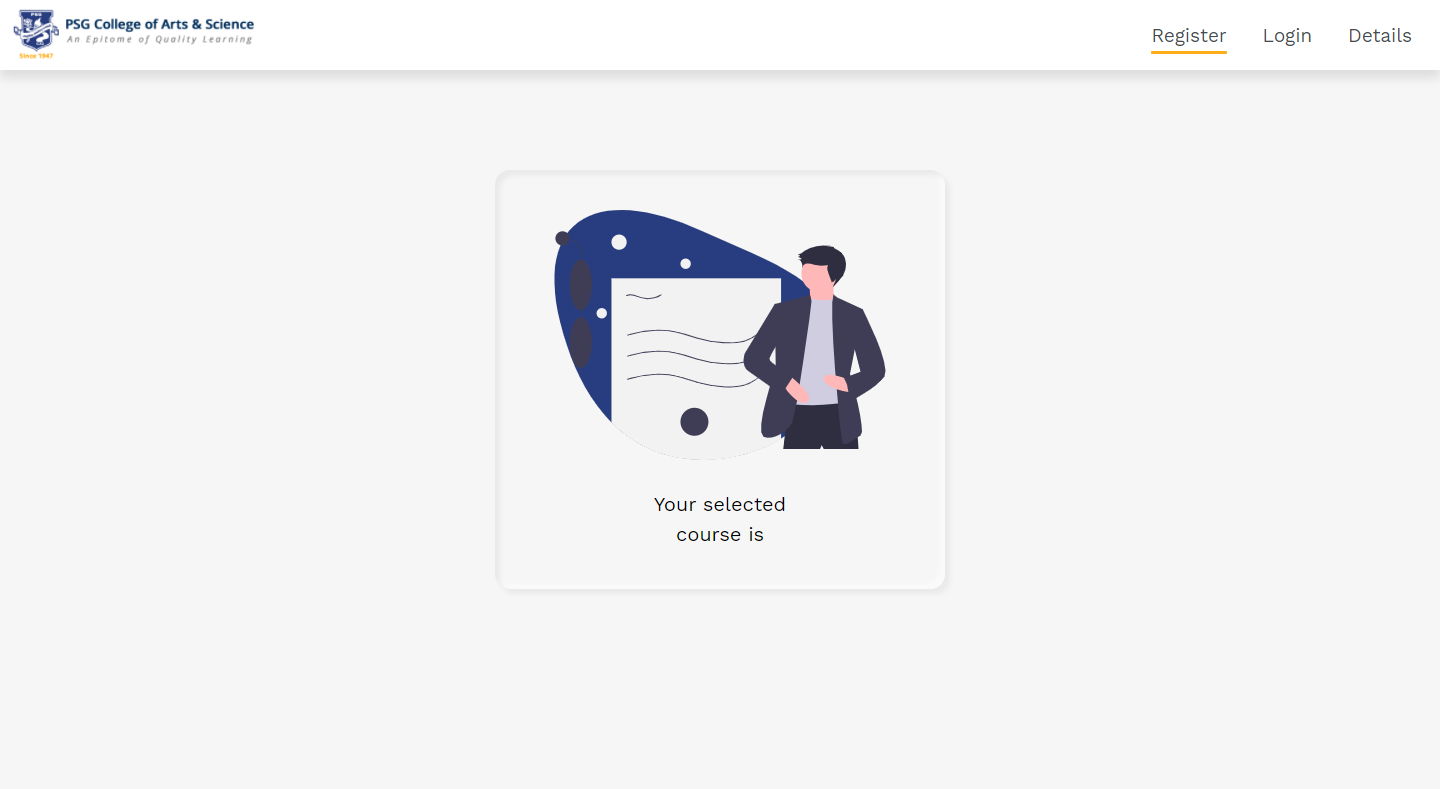 PSG
PSG College of Arts & Science
An Epitome of Quality Learning
Since 1947
Register
Login
Details
Your selected
course is